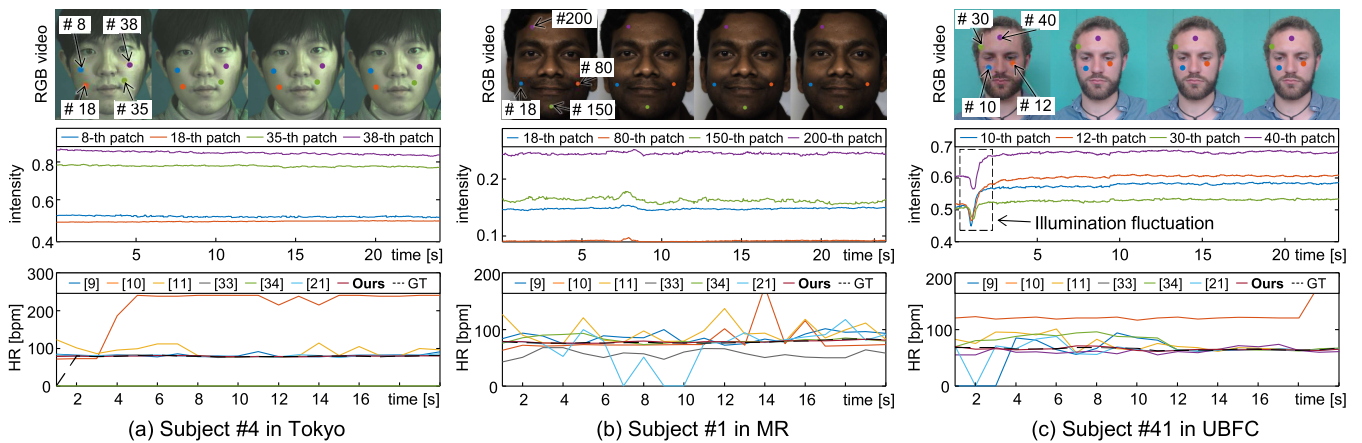 RGB video
# 8
# 38
# 18
# 35
8-th patch 18-th patch 35-th patch 38-th patch
intensity
0.8
0.6
0.4
5 10 15 20 time [s]
[9] [10] [11] [33] [34] [21] Ours GT
HR [bpm]
300
200
100
0
2 4 6 8 10 12 14 16 time [s]
(a) Subject #4 in Tokyo
RGB video
#200
# 80
# 18
# 150
18-th patch 80-th patch 150-th patch 200-th patch
intensity
0.2
0.1
5 10 15 20 time [s]
[9] [10] [11] [33] [34] [21] Ours GT
HR [bpm]
200
100
0
2 4 6 8 10 12 14 16 time [s]
(b) Subject #1 in MR
RGB video
# 30
# 40
# 10
# 12
10-th patch 12-th patch 30-th patch 40-th patch
intensity
0.7
0.6
0.5
0.4
Illumination fluctuation
5 10 15 20 time [s]
[9] [10] [11] [33] [34] [21] Ours GT
HR [bpm]
200
100
0
2 4 6 8 10 12 14 16 time [s]
(c) Subject #41 in UBFC